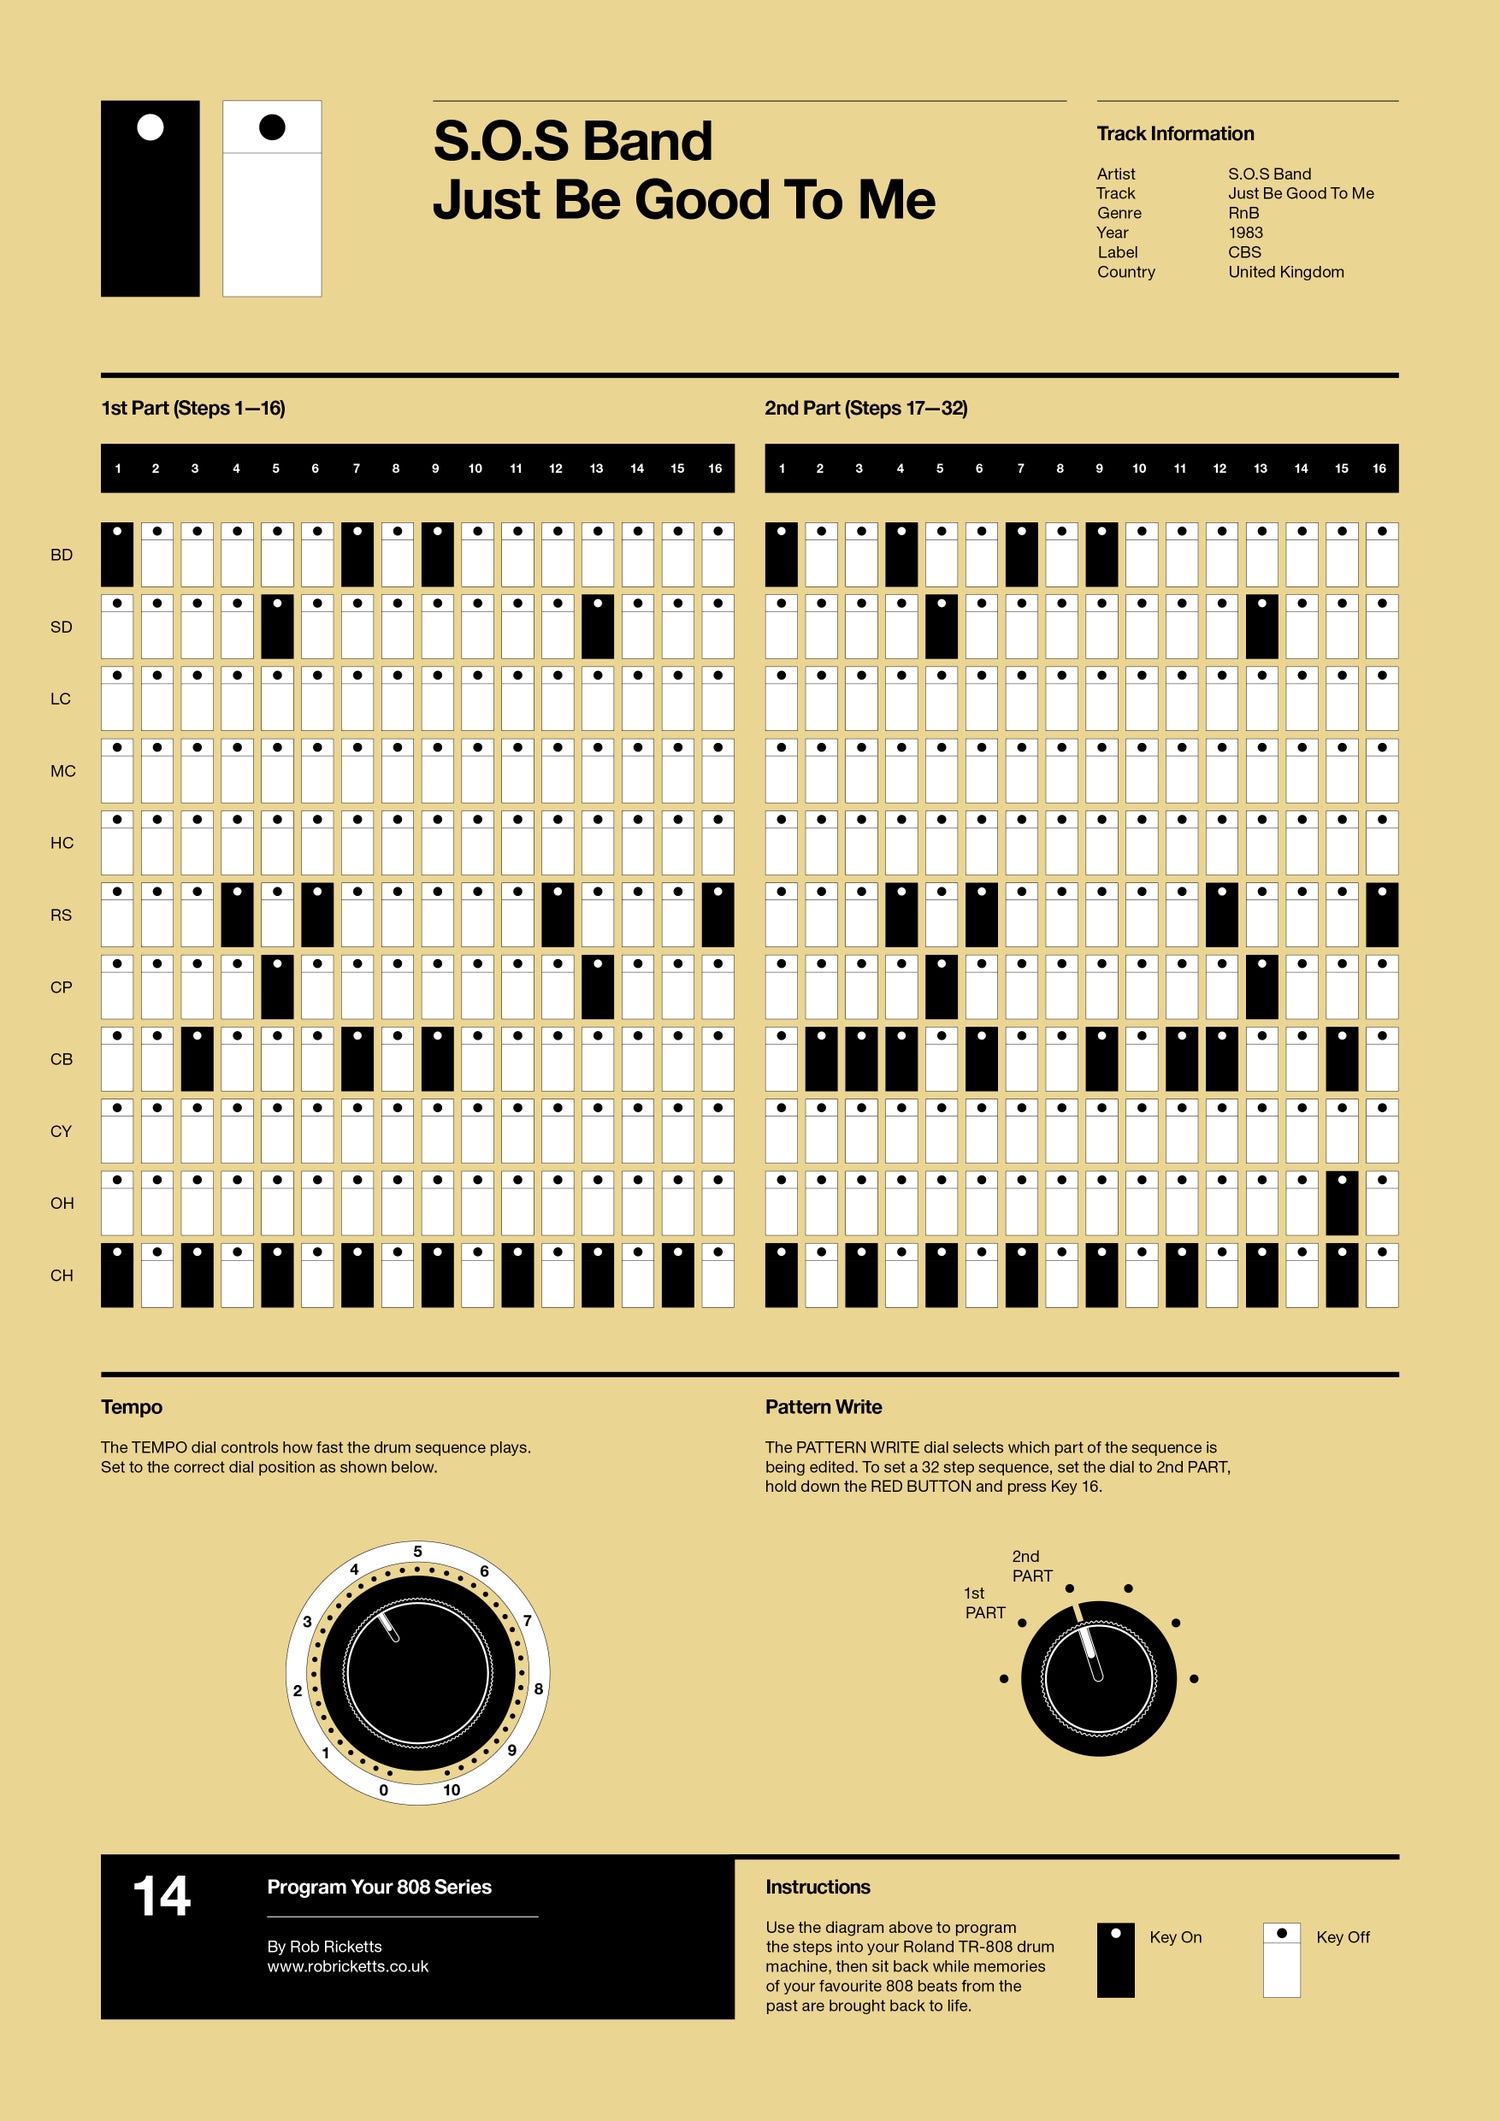 S.O.S Band
Just Be Good To Me
Track Information
Artist S.O.S Band
Track Just Be Good To Me
Genre RnB
Year 1983
Label CBS
Country United Kingdom
1st Part (Steps 1—16)
2nd Part (Steps 17—32)
1 2 3 4 5 6 7 8 9 10 11 12 13 14 15 16
1 2 3 4 5 6 7 8 9 10 11 12 13 14 15 16
BD
SD
LC
MC
HC
RS
CP
CB
CY
OH
CH
Tempo
The TEMPO dial controls how fast the drum sequence plays.
Set to the correct dial position as shown below.
0
1
2
3
4
5
6
7
8
9
10
Pattern Write
The PATTERN WRITE dial selects which part of the sequence is
being edited. To set a 32 step sequence, set the dial to 2nd PART,
hold down the RED BUTTON and press Key 16.
2nd
PART
1st
PART
14
Program Your 808 Series
By Rob Ricketts
www.robricketts.co.uk
Instructions
Use the diagram above to program
the steps into your Roland TR-808 drum
machine, then sit back while memories
of your favourite 808 beats from the
past are brought back to life.
Key On
Key Off